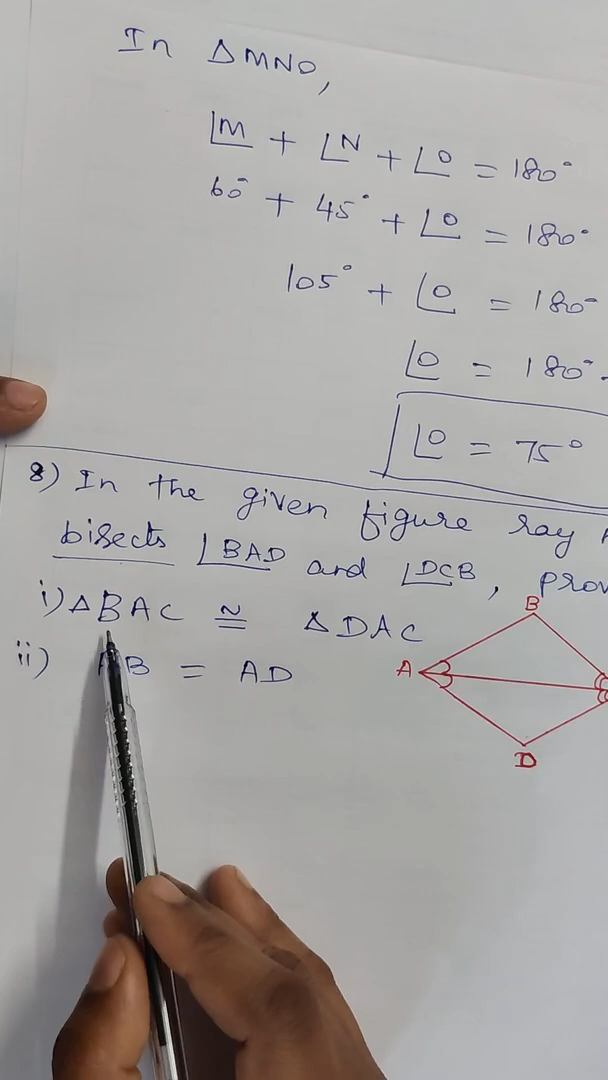 In ΔMNO,
∠M + ∠N + ∠O = 180°
60° + 45° + ∠O = 180°
105° + ∠O = 180°
∠O = 180°
∠O = 75°
8) In the given figure ray
bisects ∠BAD and ∠DCB,
i) ΔBAC ≅ ΔDAC
ii) AB = AD
B
A
D